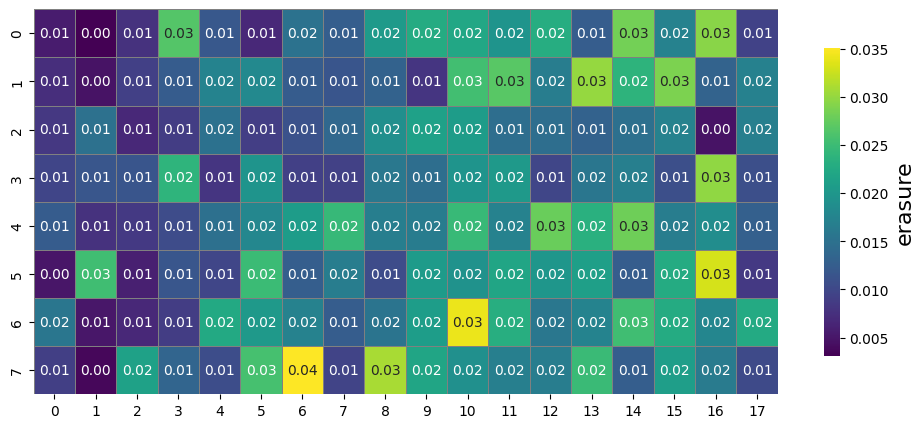 0 0.01 0.00 0.01 0.03 0.01 0.01 0.02 0.01 0.02 0.02 0.02 0.02 0.02 0.01 0.03 0.02 0.03 0.01
1 0.01 0.00 0.01 0.01 0.02 0.02 0.01 0.01 0.01 0.01 0.03 0.03 0.02 0.03 0.02 0.03 0.01 0.02
2 0.01 0.01 0.01 0.01 0.02 0.01 0.01 0.01 0.02 0.02 0.02 0.01 0.01 0.01 0.01 0.02 0.00 0.02
3 0.01 0.01 0.01 0.02 0.01 0.02 0.01 0.01 0.02 0.01 0.02 0.02 0.01 0.02 0.02 0.01 0.03 0.01
4 0.01 0.01 0.01 0.01 0.01 0.02 0.02 0.02 0.02 0.02 0.02 0.02 0.03 0.02 0.03 0.02 0.02 0.01
5 0.00 0.03 0.01 0.01 0.01 0.02 0.01 0.02 0.01 0.02 0.02 0.02 0.02 0.02 0.01 0.02 0.03 0.01
6 0.02 0.01 0.01 0.01 0.02 0.02 0.02 0.01 0.02 0.02 0.03 0.02 0.02 0.02 0.03 0.02 0.02 0.02
7 0.01 0.00 0.02 0.01 0.01 0.03 0.04 0.01 0.03 0.02 0.02 0.02 0.02 0.02 0.01 0.02 0.02 0.01
0 1 2 3 4 5 6 7 8 9 10 11 12 13 14 15 16 17
0.035
0.030
0.025
0.020
0.015
0.010
0.005
erasure